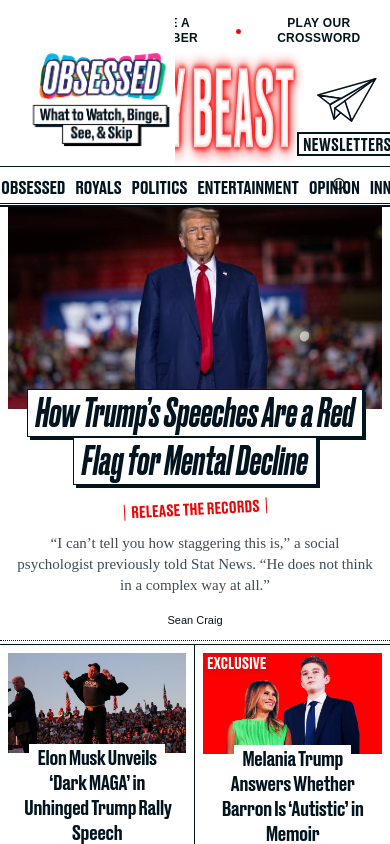 E A
BER
PLAY OUR
CROSSWORD
OBSESSED
What to Watch, Binge,
See, & Skip
Y BEAST
NEWSLETTERS
OBSESSED ROYALS POLITICS ENTERTAINMENT OPINION INN
How Trump’s Speeches Are a Red
Flag for Mental Decline
RELEASE THE RECORDS
“I can’t tell you how staggering this is,” a social
psychologist previously told Stat News. “He does not think
in a complex way at all.”
Sean Craig
Elon Musk Unveils
‘Dark MAGA’ in
Unhinged Trump Rally
Speech
EXCLUSIVE
Melania Trump
Answers Whether
Barron Is ‘Autistic’ in
Memoir